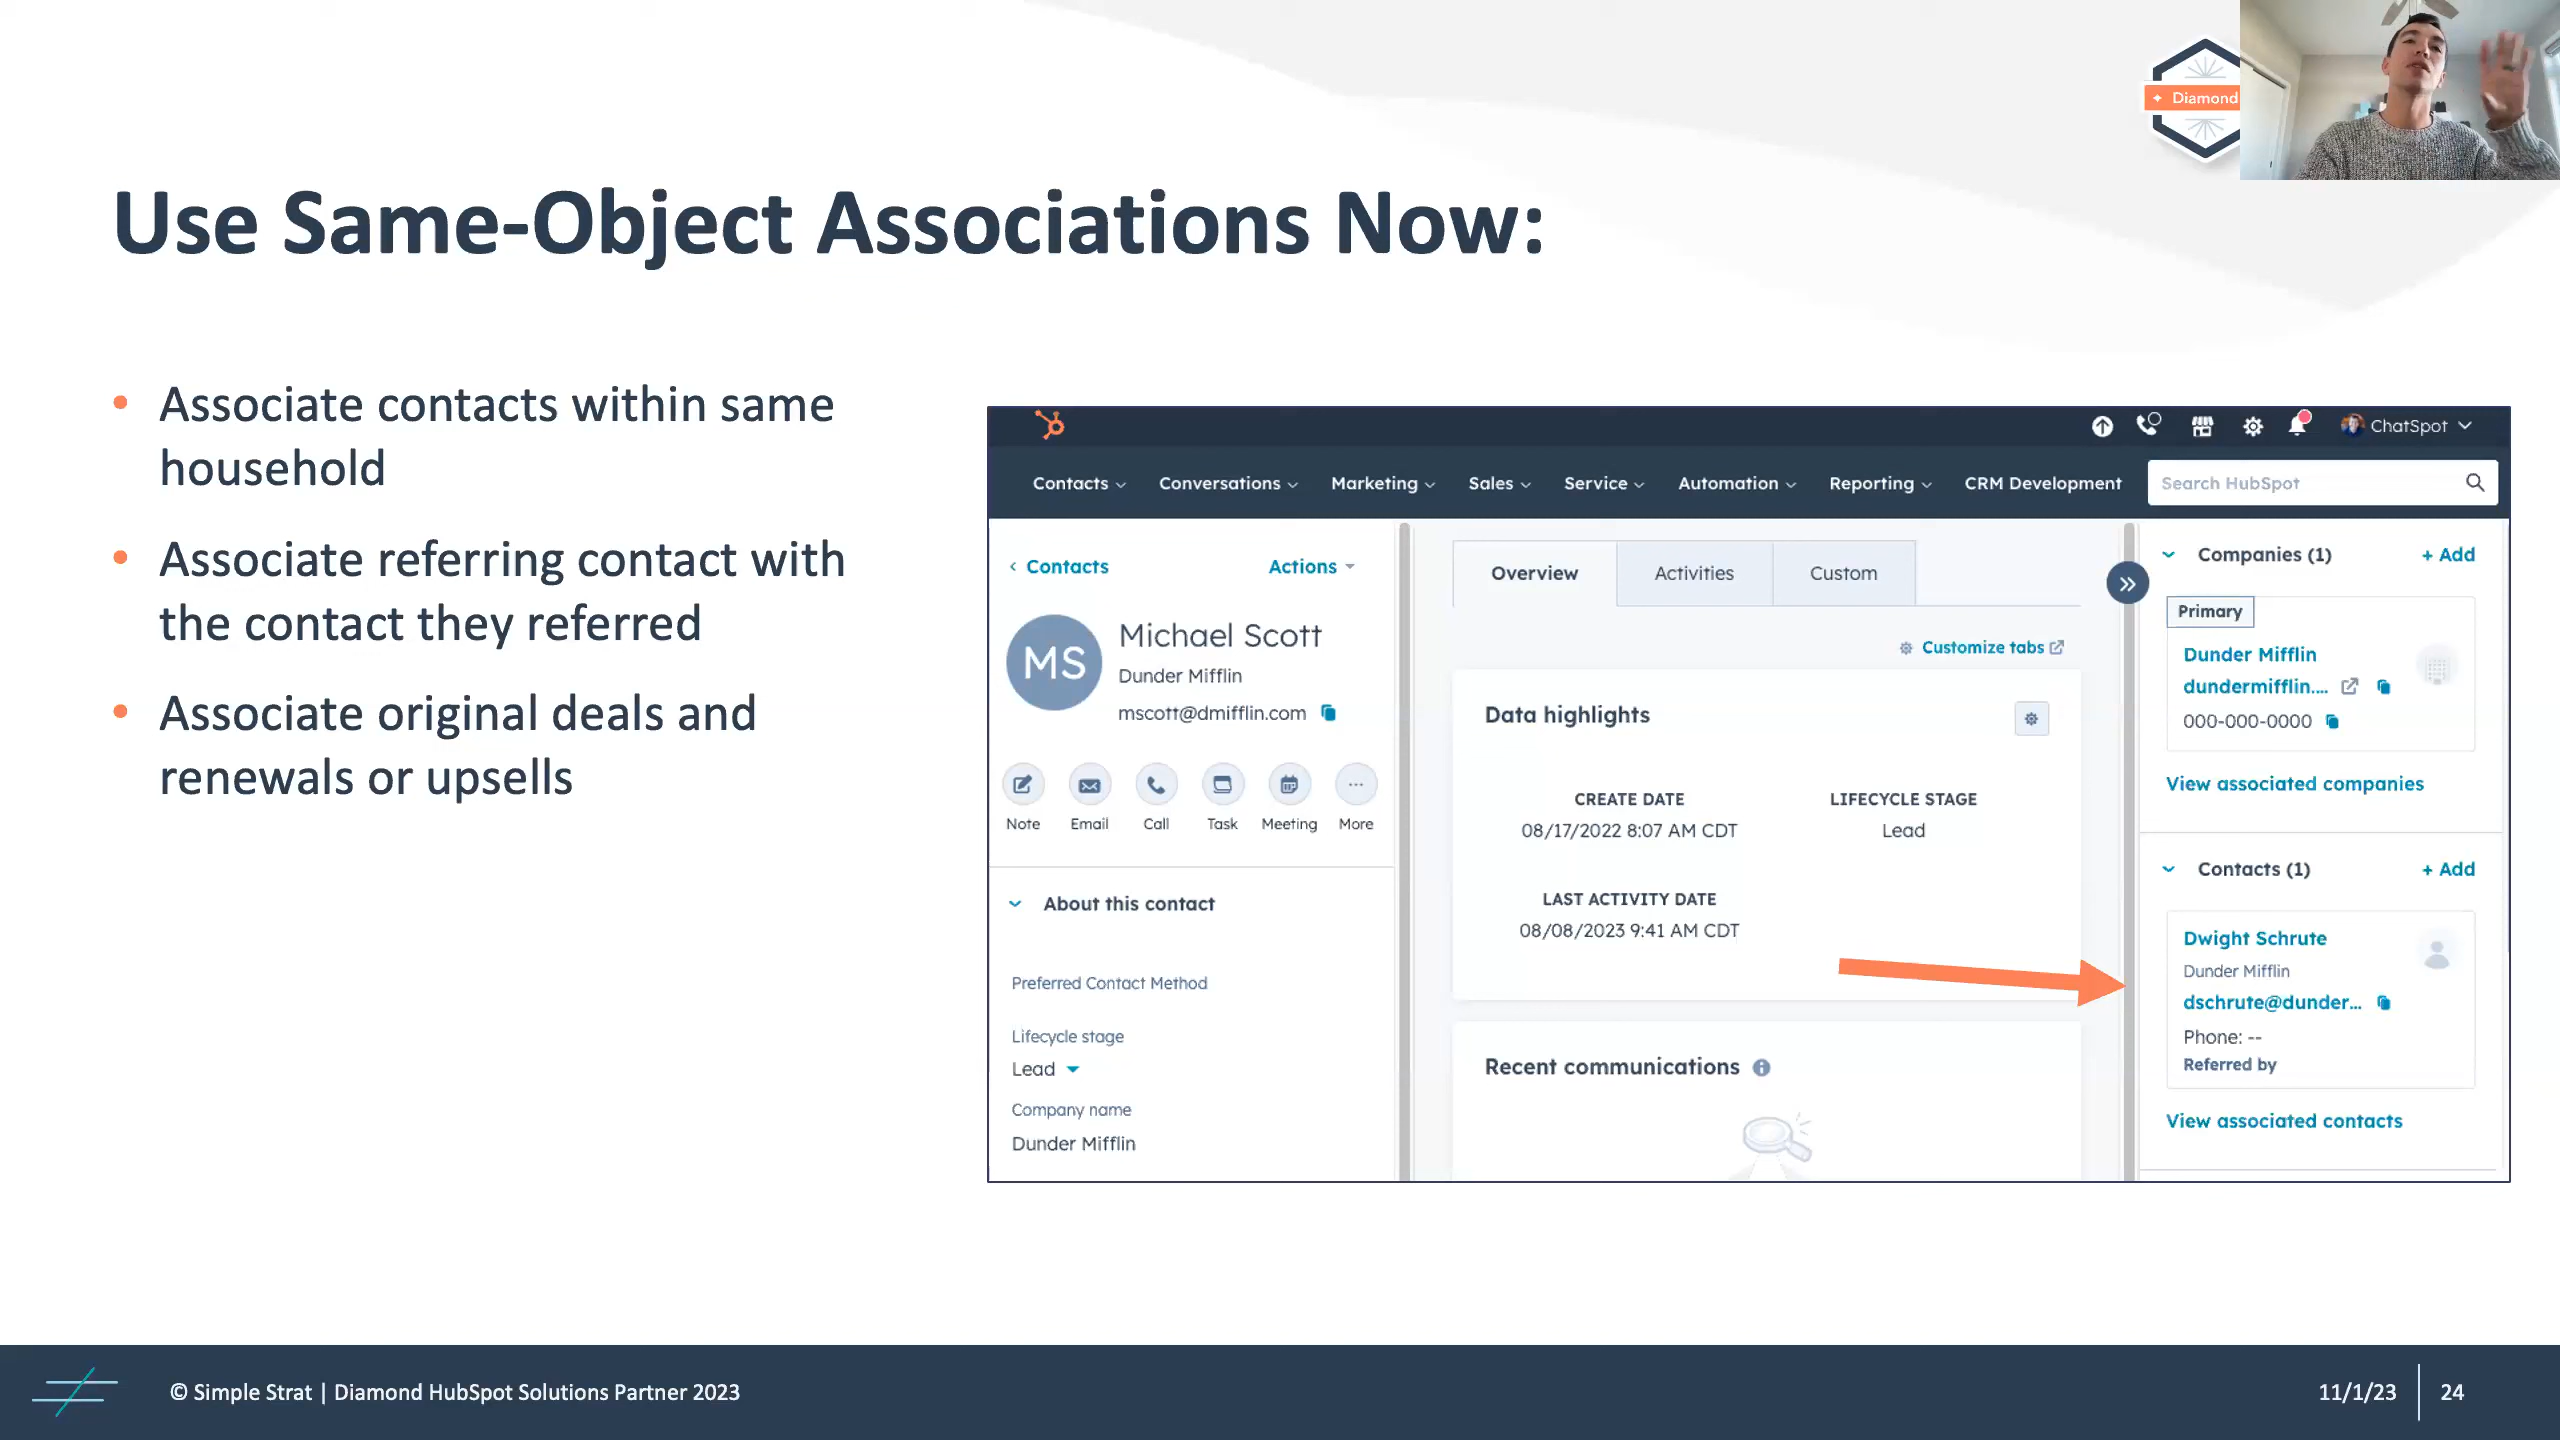 Diamond
Use Same-Object Associations Now:
• Associate contacts within same
household
• Associate referring contact with
the contact they referred
• Associate original deals and
renewals or upsells
ChatSpot
Contacts
Conversations
Marketing
Sales
Service
Automation
Reporting
CRM Development
Search HubSpot
‹ Contacts
Actions
MS
Michael Scott
Dunder Mifflin
mscott@dmifflin.com
Note
Email
Call
Task
Meeting
More
About this contact
Preferred Contact Method
Lifecycle stage
Lead
Company name
Dunder Mifflin
Overview
Activities
Custom
Customize tabs
Data highlights
CREATE DATE
08/17/2022 8:07 AM CDT
LIFECYCLE STAGE
Lead
LAST ACTIVITY DATE
08/08/2023 9:41 AM CDT
Recent communications
Companies (1)
+ Add
Primary
Dunder Mifflin
dundermifflin....
000-000-0000
View associated companies
Contacts (1)
+ Add
Dwight Schrute
Dunder Mifflin
dschrute@dunder...
Phone: --
Referred by
View associated contacts
© Simple Strat | Diamond HubSpot Solutions Partner 2023
11/1/23
24